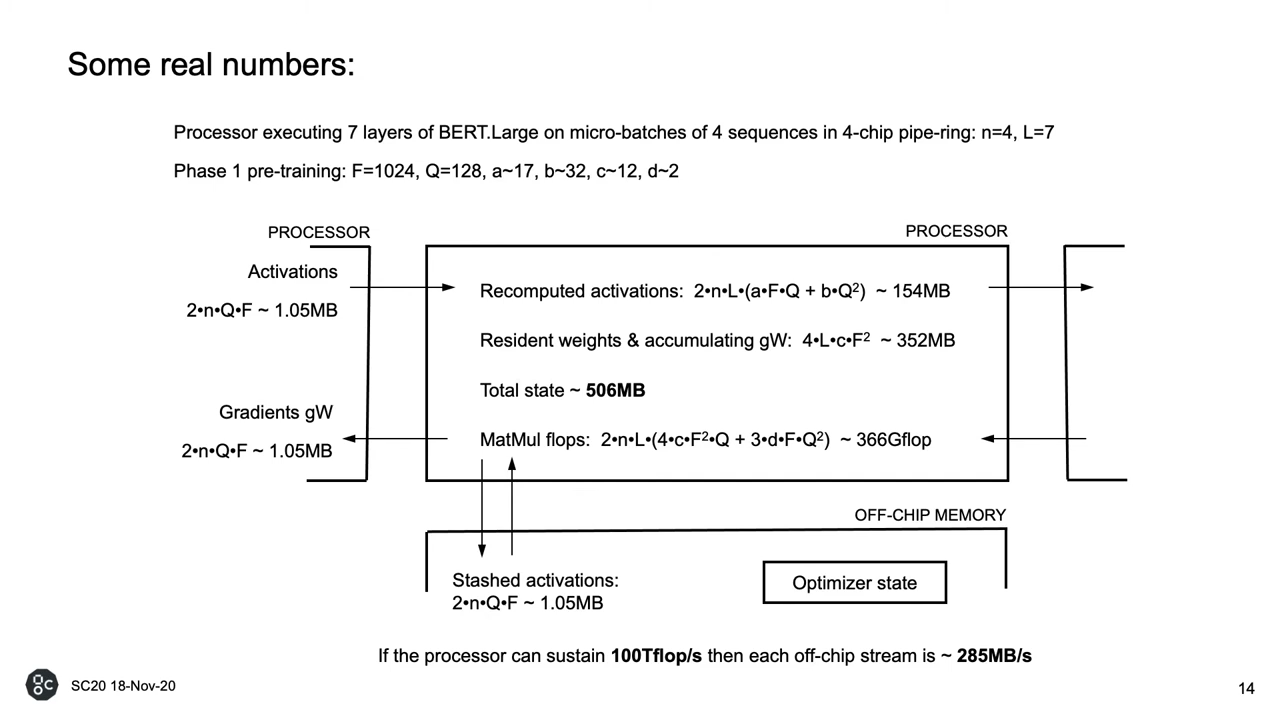 Some real numbers:
Processor executing 7 layers of BERT.Large on micro-batches of 4 sequences in 4-chip pipe-ring: n=4, L=7
Phase 1 pre-training: F=1024, Q=128, a~17, b~32, c~12, d~2
PROCESSOR
PROCESSOR
Activations
2•n•Q•F ~ 1.05MB
Recomputed activations: 2•n•L•(a•F•Q + b•Q²) ~ 154MB
Resident weights & accumulating gW: 4•L•c•F² ~ 352MB
Total state ~ 506MB
Gradients gW
2•n•Q•F ~ 1.05MB
MatMul flops: 2•n•L•(4•c•F²•Q + 3•d•F•Q²) ~ 366Gflop
OFF-CHIP MEMORY
Stashed activations:
2•n•Q•F ~ 1.05MB
Optimizer state
If the processor can sustain 100Tflop/s then each off-chip stream is ~ 285MB/s
gc
SC20 18-Nov-20
14